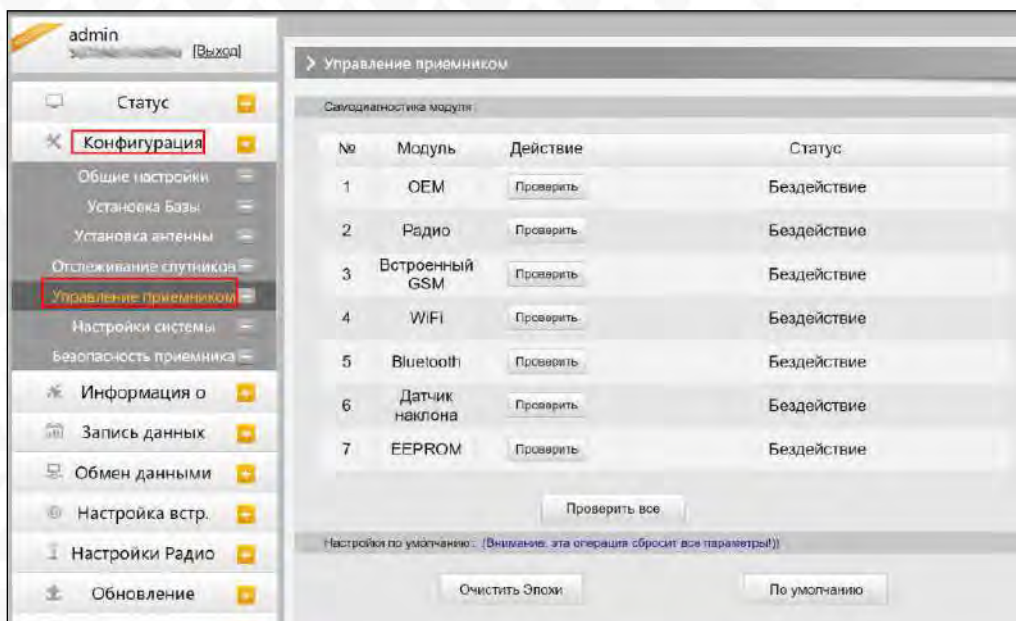 admin
[Выход]
Статус
Конфигурация
Общие настройки
Установка Базы
Установка антенны
Отслеживание спутников
Управление приемником
Настройки системы
Безопасность приемника
Информация о
Запись данных
Обмен данными
Настройка встр.
Настройки Радио
Обновление
Управление приемником
Самодиагностика модуля
№ Модуль Действие Статус
1 OEM Проверить Бездействие
2 Радио Проверить Бездействие
3 Встроенный GSM Проверить Бездействие
4 WiFi Проверить Бездействие
5 Bluetooth Проверить Бездействие
6 Датчик наклона Проверить Бездействие
7 EEPROM Проверить Бездействие
Проверить все
Настройки по умолчанию : (Внимание: эта операция сбросит все параметры!))
Очистить Эпохи По умолчанию